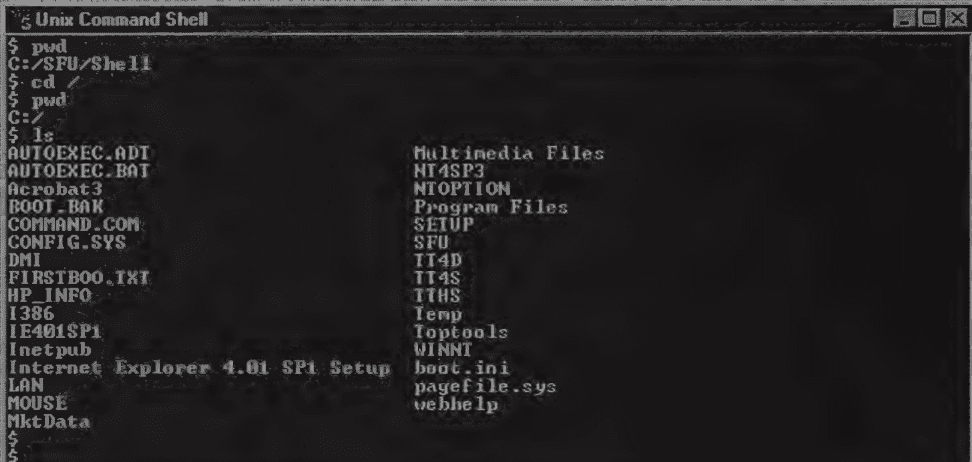 Unix Command Shell
$ pwd
C:/SFU/Shell
$ cd /
$ pwd
C:/
$ ls
AUTOEXEC.ADT Multimedia Files
AUTOEXEC.BAT NT4SP3
Acrobat3 NTOPTION
BOOT.BAK Program Files
COMMAND.COM SETUP
CONFIG.SYS SFU
DMI TT4D
FIRSTBOO.TXT TT4S
HP_INFO TTHS
I386 Temp
IE401SP1 Toptools
Inetpub WINNT
Internet Explorer 4.01 SP1 Setup boot.ini
LAN pagefile.sys
MOUSE webhelp
MktData
$
$